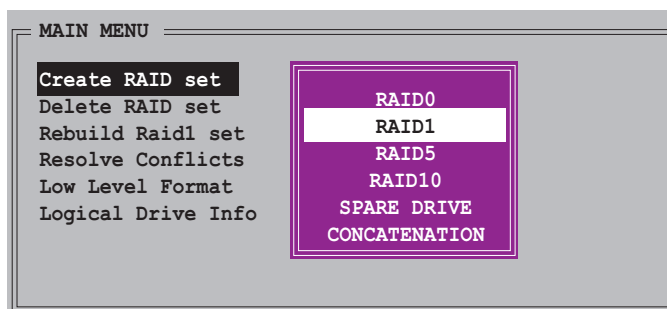 MAIN MENU
Create RAID set
Delete RAID set
Rebuild Raid1 set
Resolve Conflicts
Low Level Format
Logical Drive Info
RAID0
RAID1
RAID5
RAID10
SPARE DRIVE
CONCATENATION